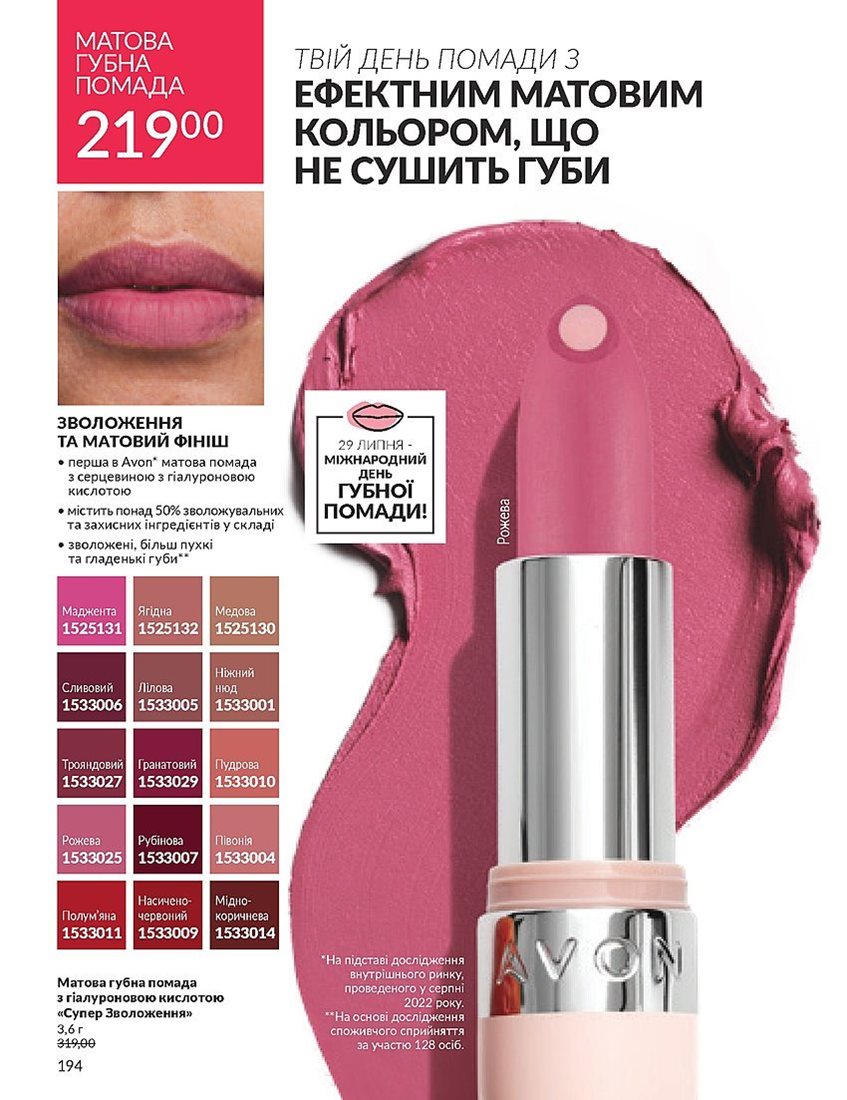 МАТОВА
ГУБНА
ПОМАДА
219⁰⁰
ТВІЙ ДЕНЬ ПОМАДИ З
ЕФЕКТНИМ МАТОВИМ
КОЛЬОРОМ, ЩО
НЕ СУШИТЬ ГУБИ
ЗВОЛОЖЕННЯ
ТА МАТОВИЙ ФІНІШ
• перша в Avon* матова помада
з серцевиною з гіалуроновою
кислотою
• містить понад 50% зволожувальних
та захисних інгредієнтів у складі
• зволожені, більш пухкі
та гладенькі губи**
29 ЛИПНЯ -
МІЖНАРОДНИЙ
ДЕНЬ
ГУБНОЇ
ПОМАДИ!
Рожева
Маджента
1525131
Ягідна
1525132
Медова
1525130
Сливовий
1533006
Лілова
1533005
Ніжний
нюд
1533001
Трояндовий
1533027
Гранатовий
1533029
Пудрова
1533010
Рожева
1533025
Рубінова
1533007
Півонія
1533004
Полум'яна
1533011
Насичено-
червоний
1533009
Мідно-
коричнева
1533014
Матова губна помада
з гіалуроновою кислотою
«Супер Зволоження»
3,6 г
319,00
194
*На підставі дослідження
внутрішнього ринку,
проведеного у серпні
2022 року.
**На основі дослідження
споживчого сприйняття
за участю 128 осіб.
AVON